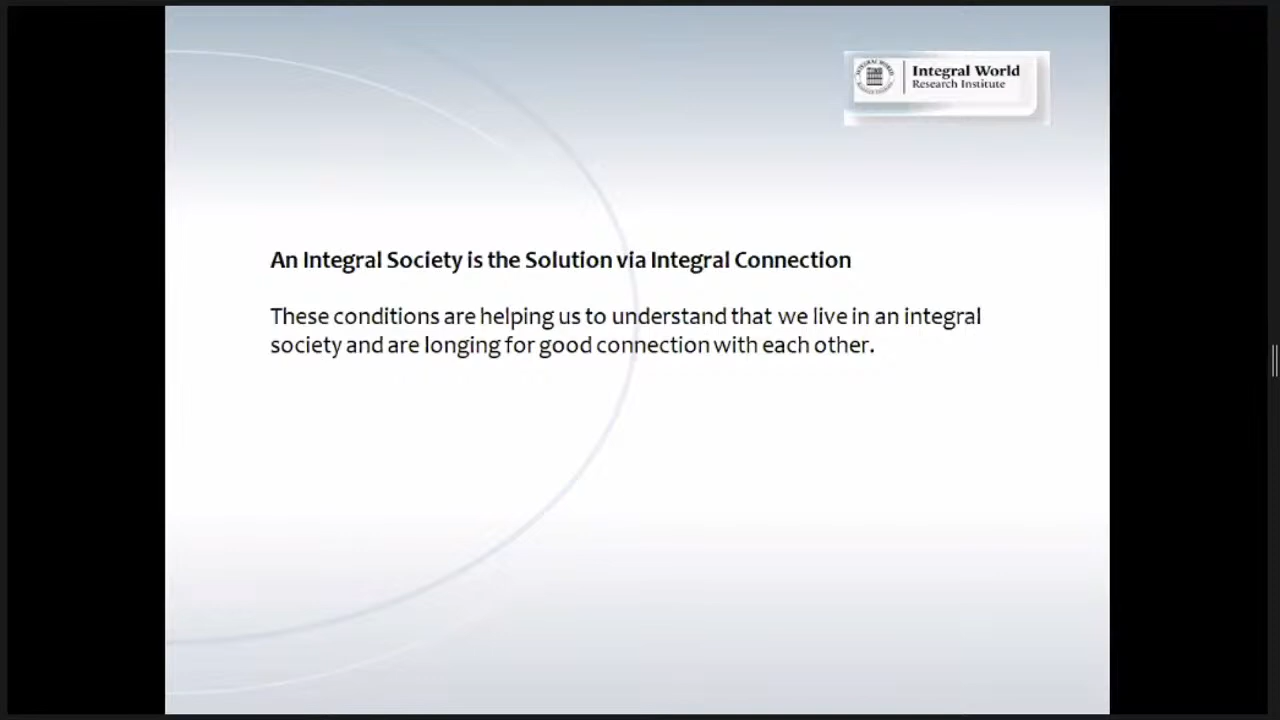 Integral World
Research Institute
An Integral Society is the Solution via Integral Connection
These conditions are helping us to understand that we live in an integral
society and are longing for good connection with each other.